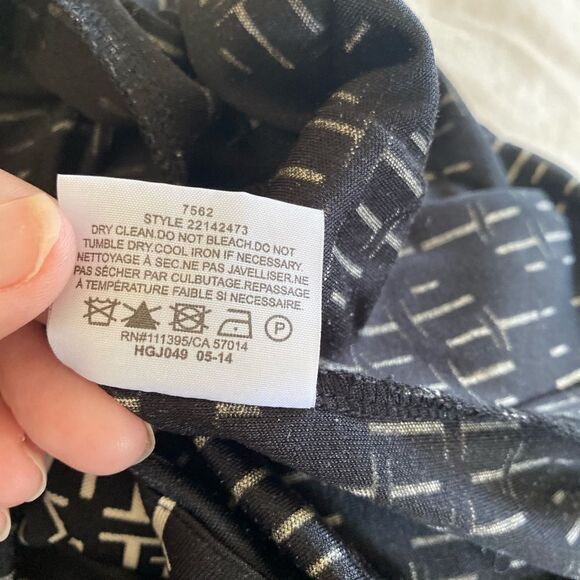 7562
STYLE 22142473
DRY CLEAN.DO NOT BLEACH.DO NOT
TUMBLE DRY.COOL IRON IF NECESSARY.
NETTOYAGE À SEC.NE PAS JAVELLISER.NE
PAS SÉCHER PAR CULBUTAGE.REPASSAGE
À TEMPÉRATURE FAIBLE SI NECESSAIRE.
P
RN#111395/CA 57014
HGJ049 05-14